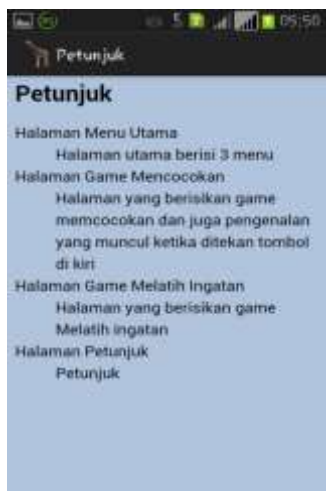 05:50
Petunjuk
Petunjuk
Halaman Menu Utama
Halaman utama berisi 3 menu
Halaman Game Mencocokan
Halaman yang berisikan game
memcocokan dan juga pengenalan
yang muncul ketika ditekan tombol
di kiri
Halaman Game Melatih Ingatan
Halaman yang berisikan game
Melatih ingatan
Halaman Petunjuk
Petunjuk